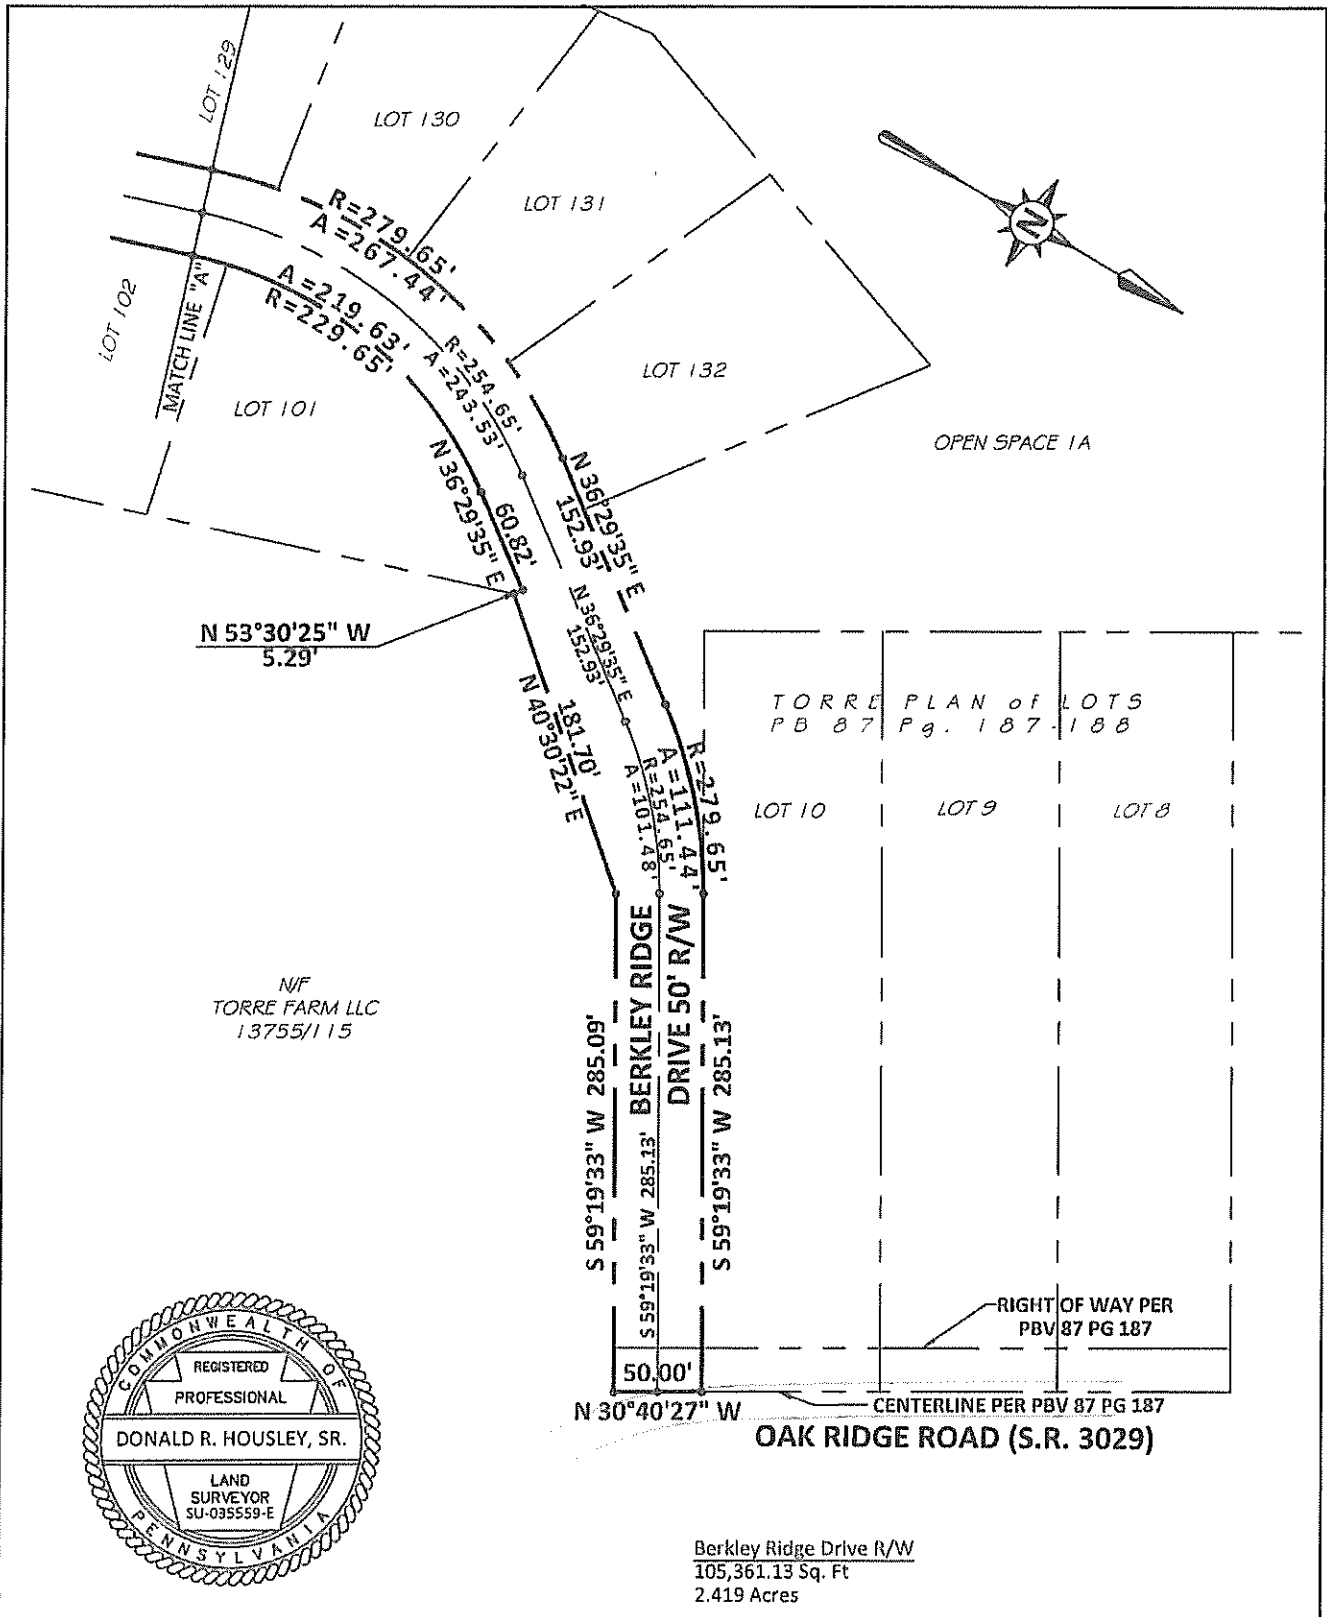 LOT 129
LOT 130
LOT 131
LOT 132
LOT 102
MATCH LINE "A"
LOT 101
R=279.65'
A =267.44'
A =219.63'
R=229.65'
R=254.65'
A =243.53'
N
OPEN SPACE 1A
N 36°29'35" E
60.82'
N 36°29'35" E
152.93'
N 36°29'35" E
152.93'
N 53°30'25" W
5.29'
181.70'
N 40°30'22" E
R=279.65'
A =111.44'
R=254.65'
A =101.48'
TORRE PLAN of LOTS
PB 87 Pg. 187-188
LOT 10
LOT 9
LOT 8
N/F
TORRE FARM LLC
13755/115
BERKLEY RIDGE
DRIVE 50' R/W
S 59°19'33" W 285.09'
S 59°19'33" W 285.13'
S 59°19'33" W 285.13'
RIGHT OF WAY PER
PBV 87 PG 187
50.00'
N 30°40'27" W
CENTERLINE PER PBV 87 PG 187
OAK RIDGE ROAD (S.R. 3029)
COMMONWEALTH OF
REGISTERED
PROFESSIONAL
DONALD R. HOUSLEY, SR.
LAND
SURVEYOR
SU-035559-E
PENNSYLVANIA
Berkley Ridge Drive R/W
105,361.13 Sq. Ft
2.419 Acres